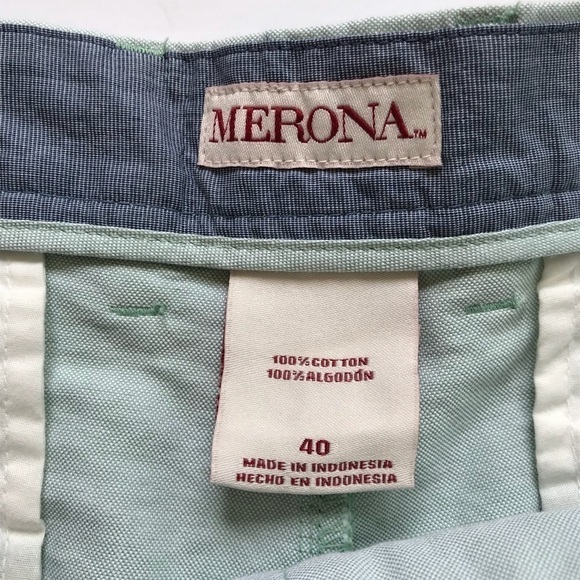 MERONA™
100% COTTON
100% ALGODÓN
40
MADE IN INDONESIA
HECHO EN INDONESIA